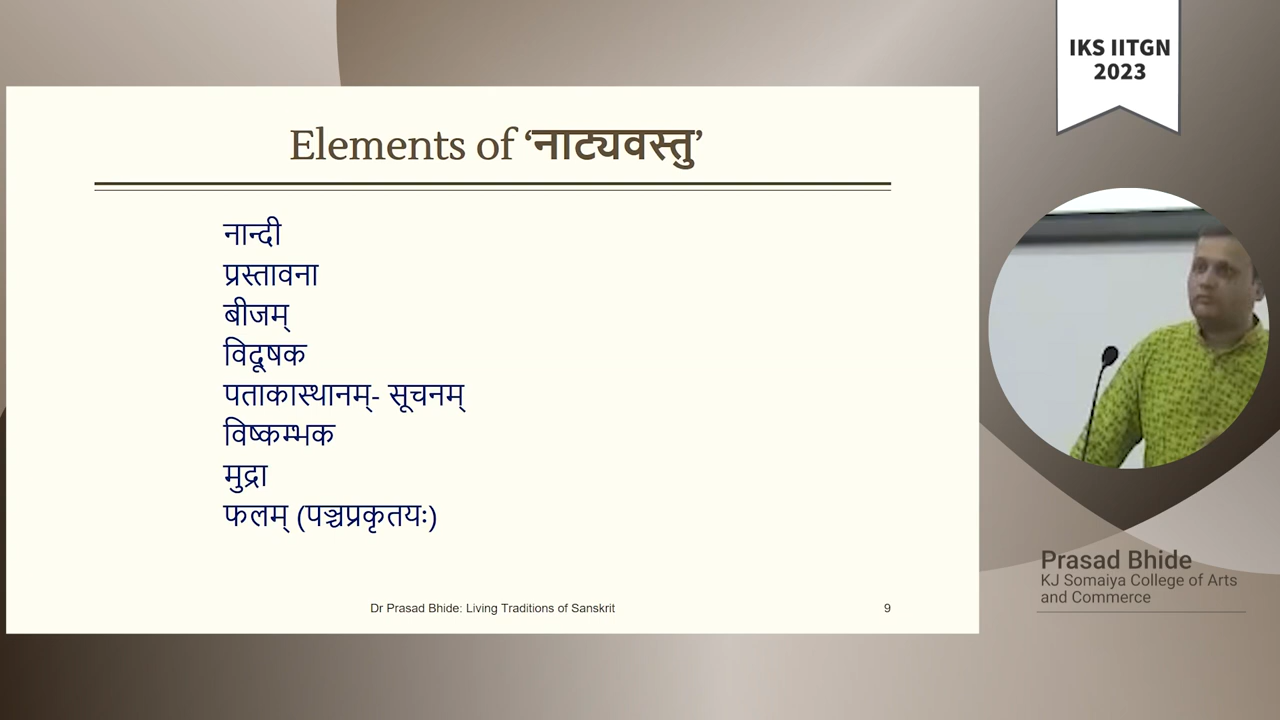 IKS IITGN
2023
Elements of ‘नाट्यवस्तु’
नान्दी
प्रस्तावना
बीजम्
विदूषक
पताकास्थानम्- सूचनम्
विष्कम्भक
मुद्रा
फलम् (पञ्चप्रकृतयः)
Dr Prasad Bhide: Living Traditions of Sanskrit
9
Prasad Bhide
KJ Somaiya College of Arts
and Commerce